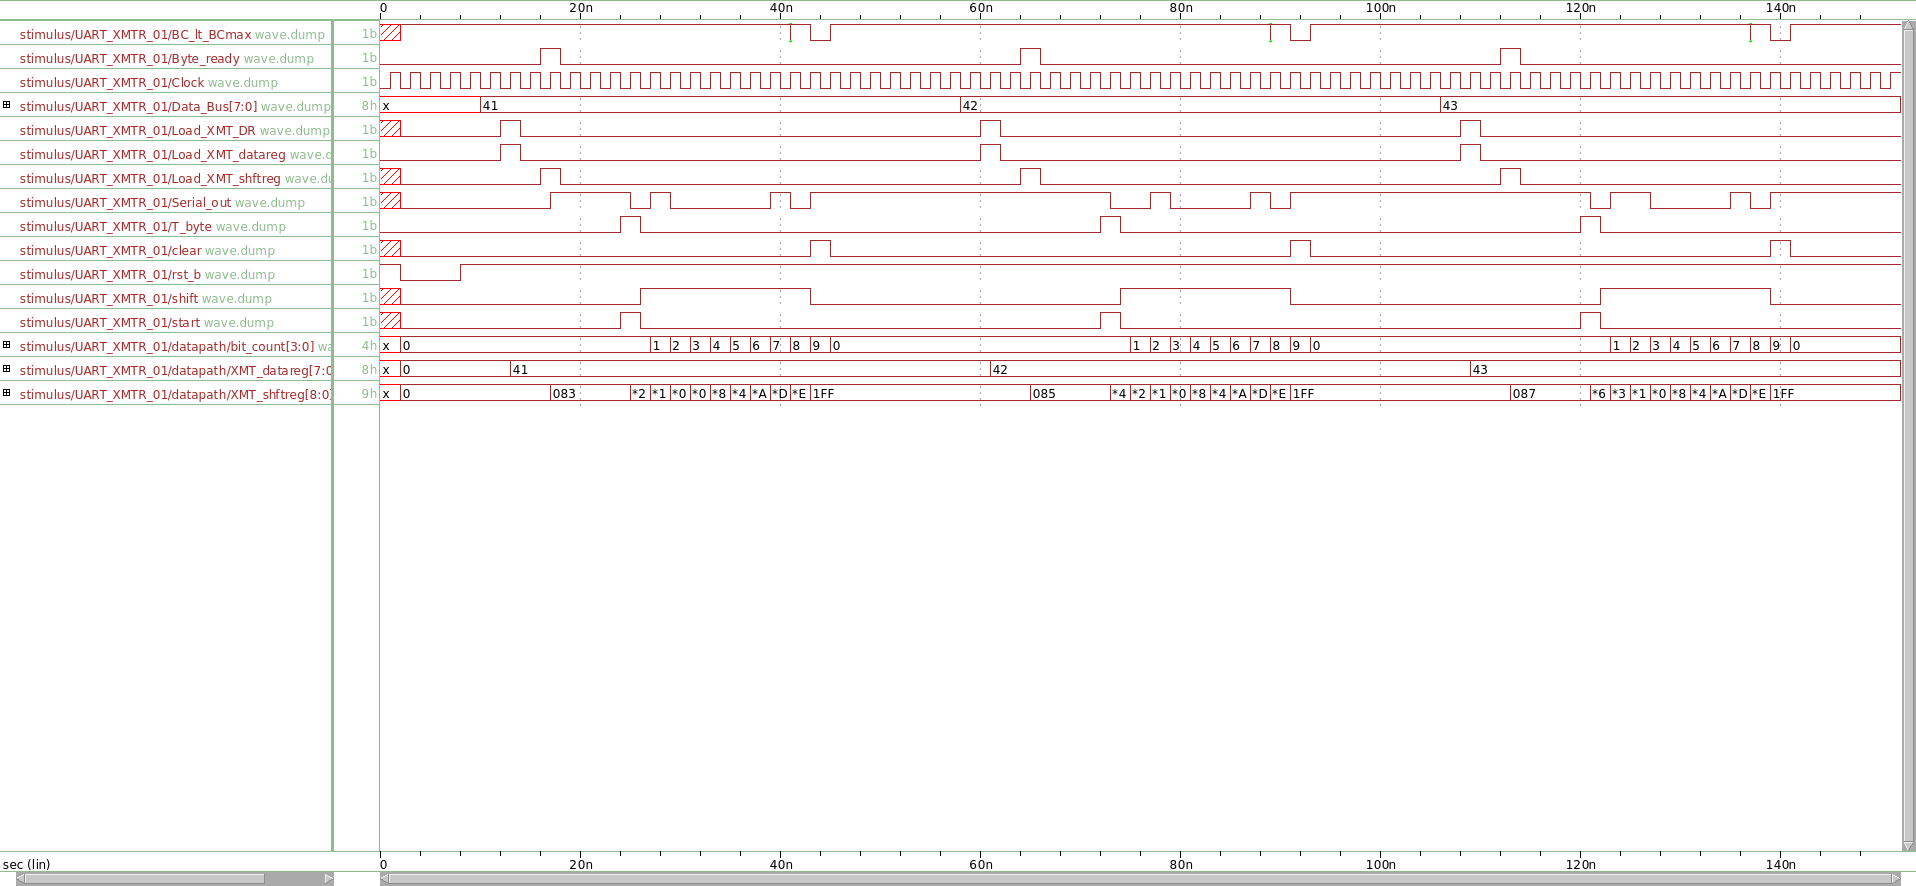 0 20n 40n 60n 80n 100n 120n 140n
stimulus/UART_XMTR_01/BC_lt_BCmax wave.dump 1b
stimulus/UART_XMTR_01/Byte_ready wave.dump 1b
stimulus/UART_XMTR_01/Clock wave.dump 1b
stimulus/UART_XMTR_01/Data_Bus[7:0] wave.dump 8h x 41 42 43
stimulus/UART_XMTR_01/Load_XMT_DR wave.dump 1b
stimulus/UART_XMTR_01/Load_XMT_datareg wave.d 1b
stimulus/UART_XMTR_01/Load_XMT_shftreg wave.du 1b
stimulus/UART_XMTR_01/Serial_out wave.dump 1b
stimulus/UART_XMTR_01/T_byte wave.dump 1b
stimulus/UART_XMTR_01/clear wave.dump 1b
stimulus/UART_XMTR_01/rst_b wave.dump 1b
stimulus/UART_XMTR_01/shift wave.dump 1b
stimulus/UART_XMTR_01/start wave.dump 1b
stimulus/UART_XMTR_01/datapath/bit_count[3:0] wa 4h x 0 1 2 3 4 5 6 7 8 9 0 1 2 3 4 5 6 7 8 9 0 1 2 3 4 5 6 7 8 9 0
stimulus/UART_XMTR_01/datapath/XMT_datareg[7:0 8h x 0 41 42 43
stimulus/UART_XMTR_01/datapath/XMT_shftreg[8:0] 9h x 0 083 *2 *1 *0 *0 *8 *4 *A *D *E 1FF 085 *4 *2 *1 *0 *8 *4 *A *D *E 1FF 087 *6 *3 *1 *0 *8 *4 *A *D *E 1FF
sec (lin) 0 20n 40n 60n 80n 100n 120n 140n